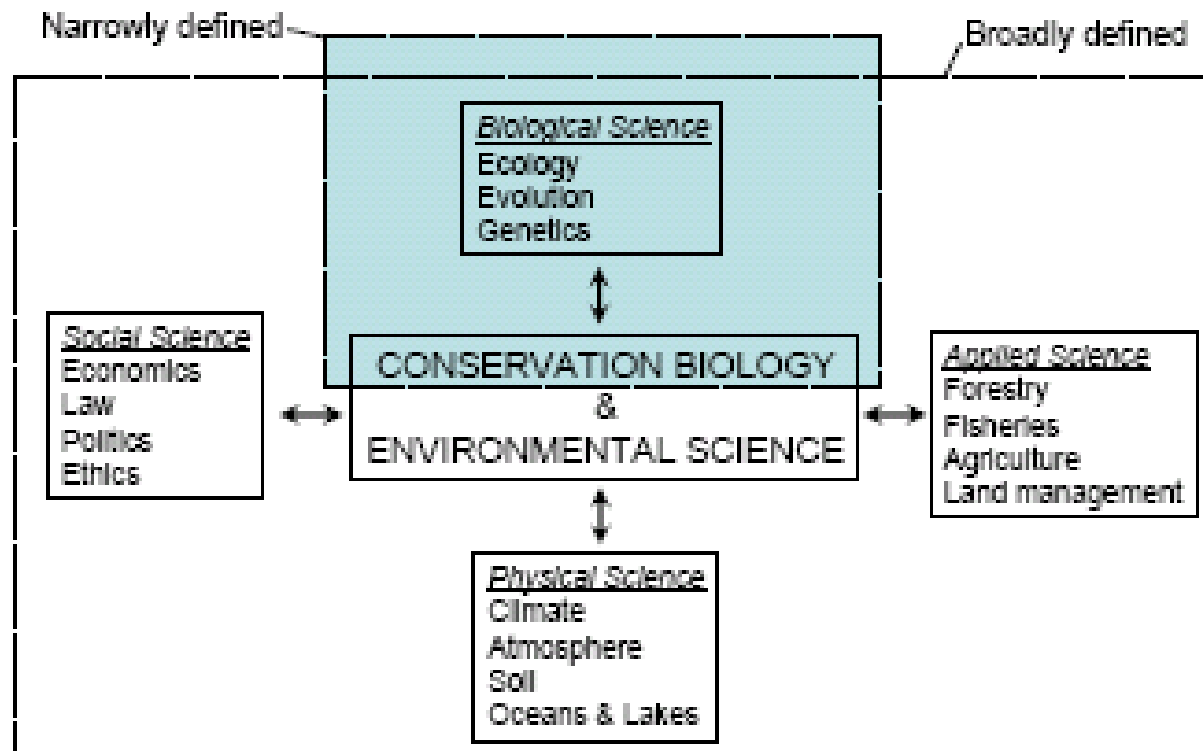 Narrowly defined
Broadly defined
Biological Science
Ecology
Evolution
Genetics
Social Science
Economics
Law
Politics
Ethics
CONSERVATION BIOLOGY
&
ENVIRONMENTAL SCIENCE
Applied Science
Forestry
Fisheries
Agriculture
Land management
Physical Science
Climate
Atmosphere
Soil
Oceans & Lakes